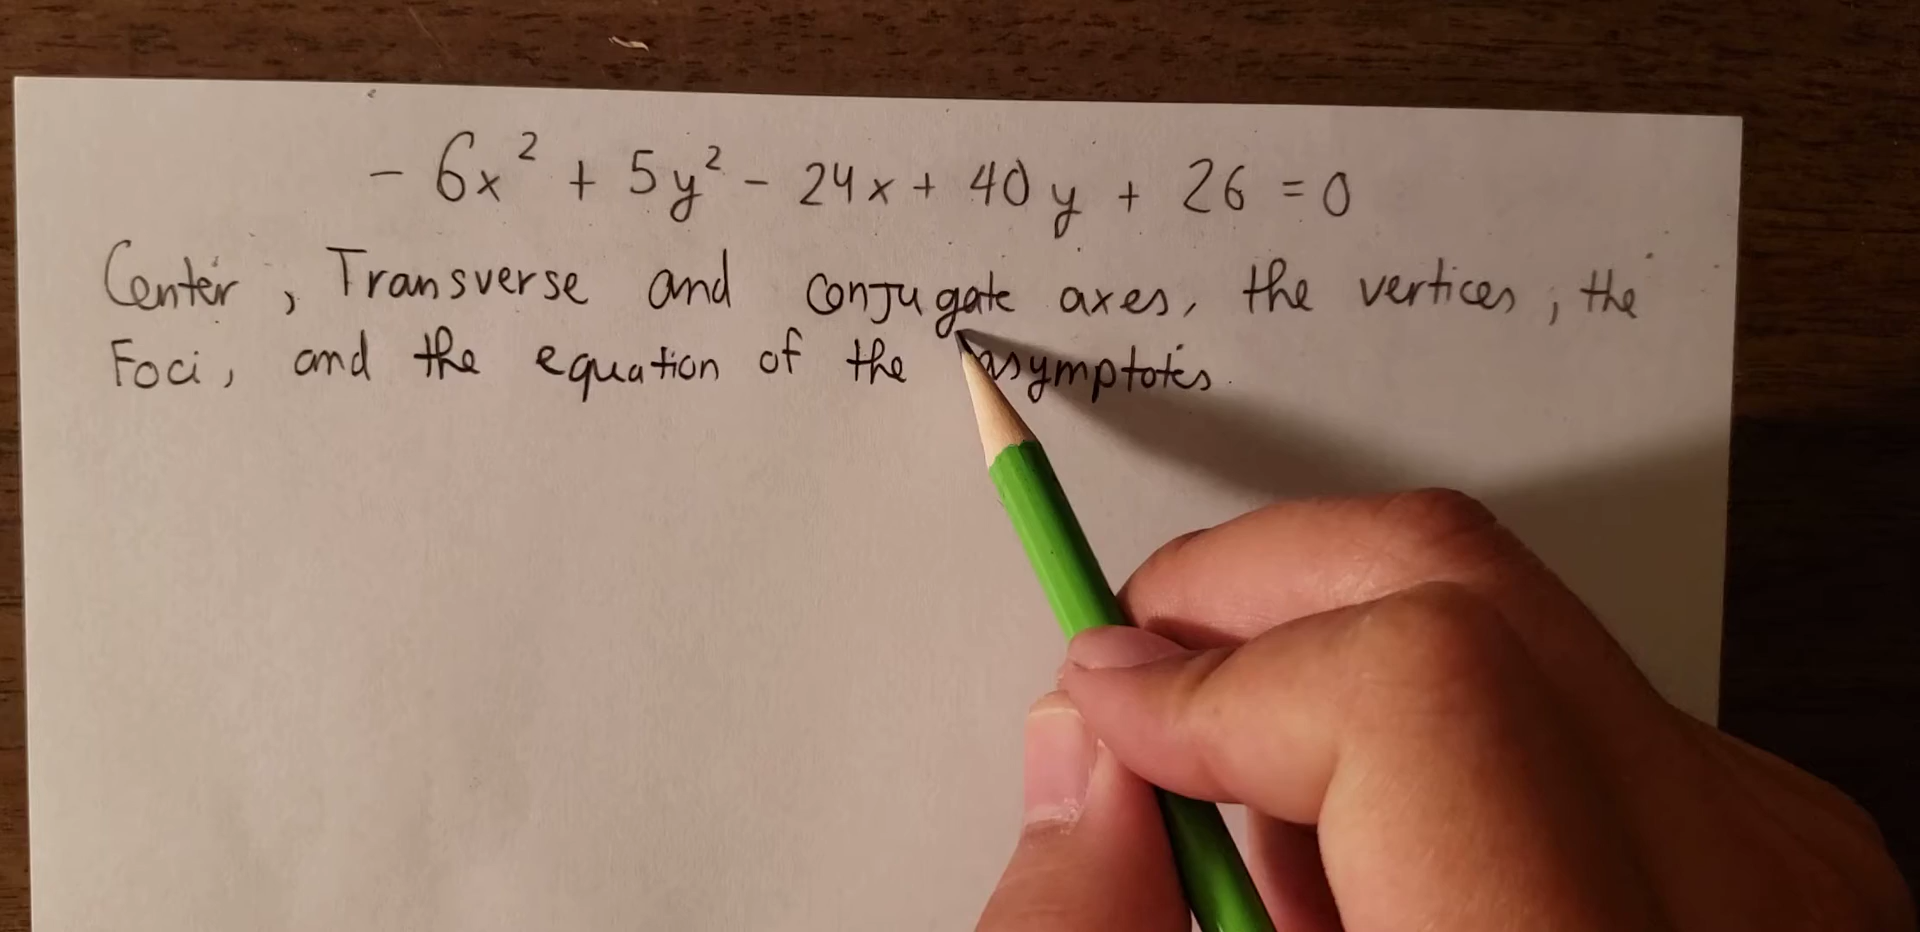 - 6x² + 5y² - 24x + 40y + 26 = 0
Center, Transverse and conjugate axes, the vertices, the
Foci, and the equation of the asymptotes.